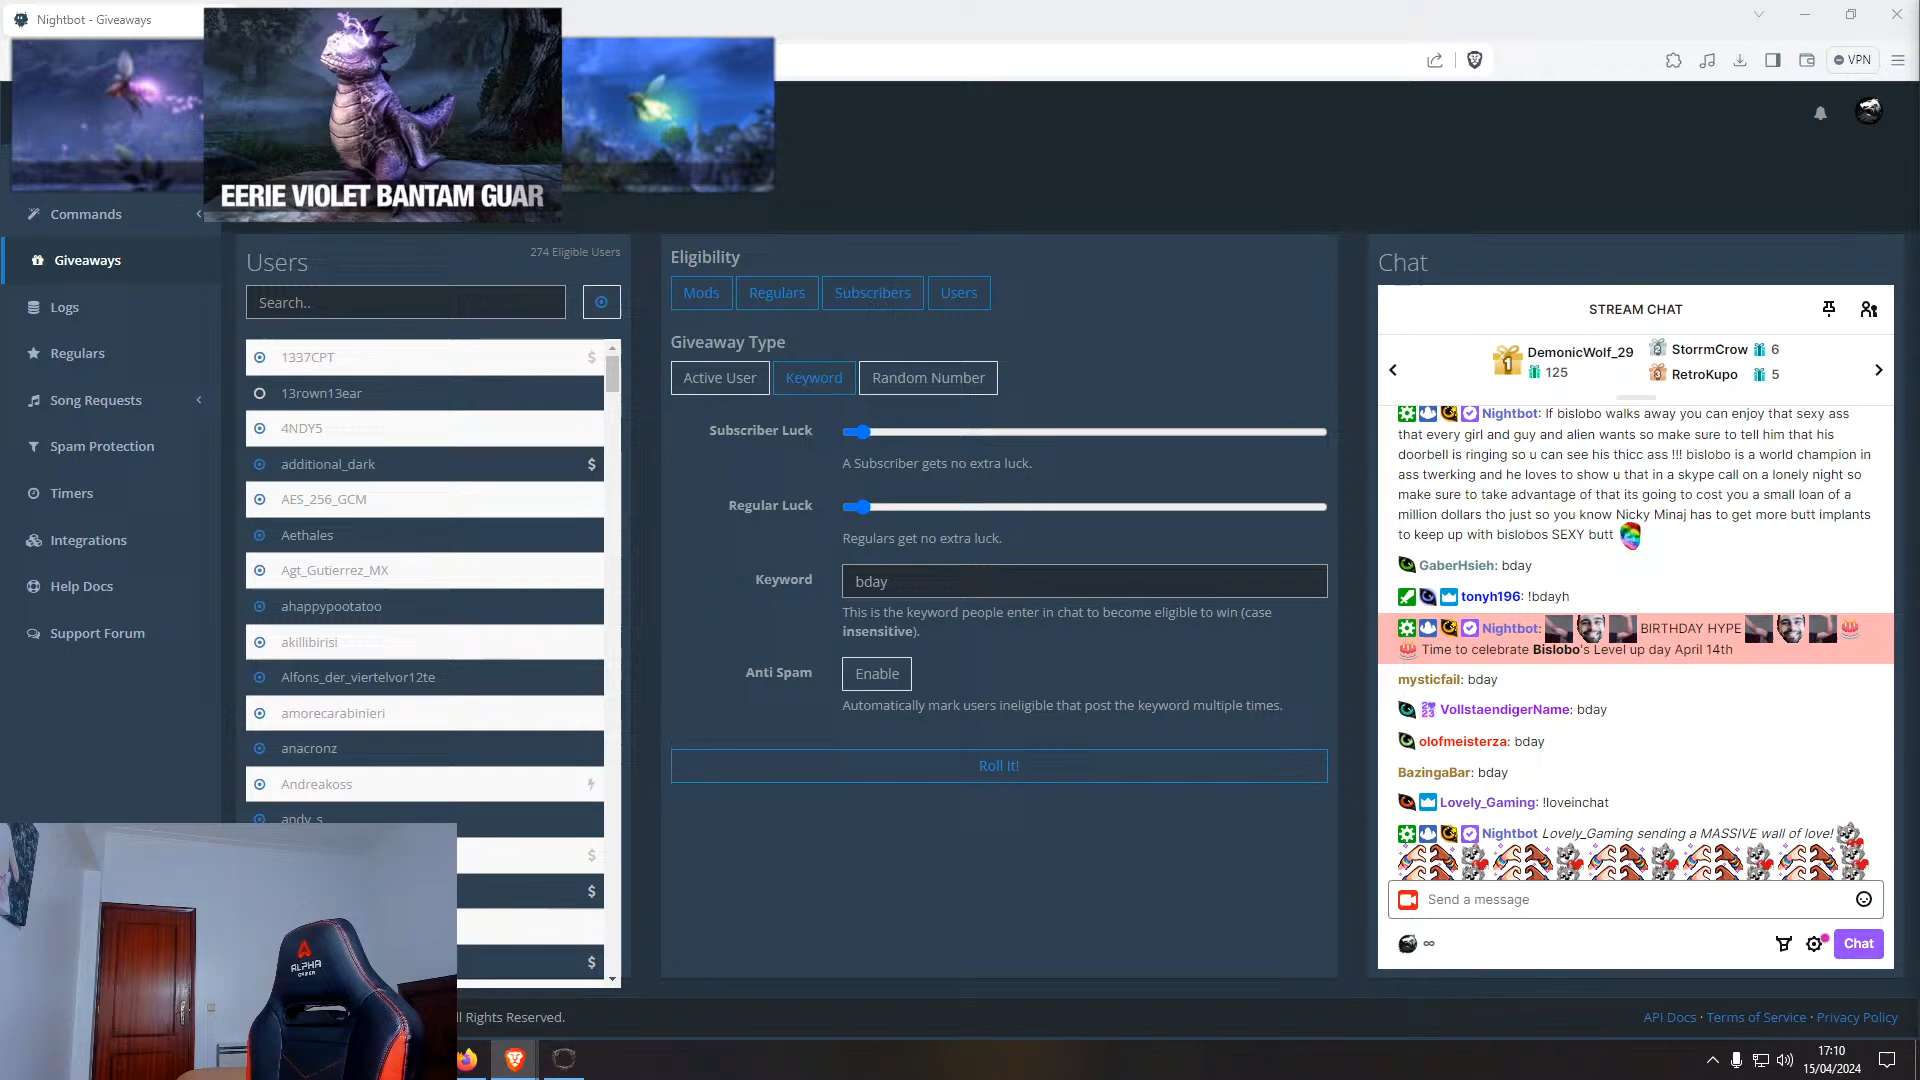 Nightbot - Giveaways
VPN
EERIE VIOLET BANTAM GUAR
Commands
Giveaways
Logs
Regulars
Song Requests
Spam Protection
Timers
Integrations
Help Docs
Support Forum
Users
274 Eligible Users
Search..
1337CPT
$
13rown13ear
4NDY5
additional_dark
$
AES_256_GCM
Aethales
Agt_Gutierrez_MX
ahappypootatoo
akillibirisi
Alfons_der_viertelvor12te
amorecarabinieri
anacronz
Andreakoss
andy_s
$
$
$
ALPHA
Eligibility
Mods
Regulars
Subscribers
Users
Giveaway Type
Active User
Keyword
Random Number
Subscriber Luck
A Subscriber gets no extra luck.
Regular Luck
Regulars get no extra luck.
Keyword
bday
This is the keyword people enter in chat to become eligible to win (case
insensitive).
Anti Spam
Enable
Automatically mark users ineligible that post the keyword multiple times.
Roll It!
Chat
STREAM CHAT
1 DemonicWolf_29
125
2 StorrmCrow 6
3 RetroKupo 5
Nightbot: If bislobo walks away you can enjoy that sexy ass
that every girl and guy and alien wants so make sure to tell him that his
doorbell is ringing so u can see his thicc ass !!! bislobo is a world champion in
ass twerking and he loves to show u that in a skype call on a lonely night so
make sure to take advantage of that its going to cost you a small loan of a
million dollars tho just so you know Nicky Minaj has to get more butt implants
to keep up with bislobos SEXY butt
GaberHsieh: bday
tonyh196: !bdayh
Nightbot: BIRTHDAY HYPE
Time to celebrate Bislobo's Level up day April 14th
mysticfail: bday
VollstaendigerName: bday
olofmeisterza: bday
BazingaBar: bday
Lovely_Gaming: !loveinchat
Nightbot Lovely_Gaming sending a MASSIVE wall of love!
Send a message
∞
Chat
ll Rights Reserved.
API Docs · Terms of Service · Privacy Policy
17:10
15/04/2024